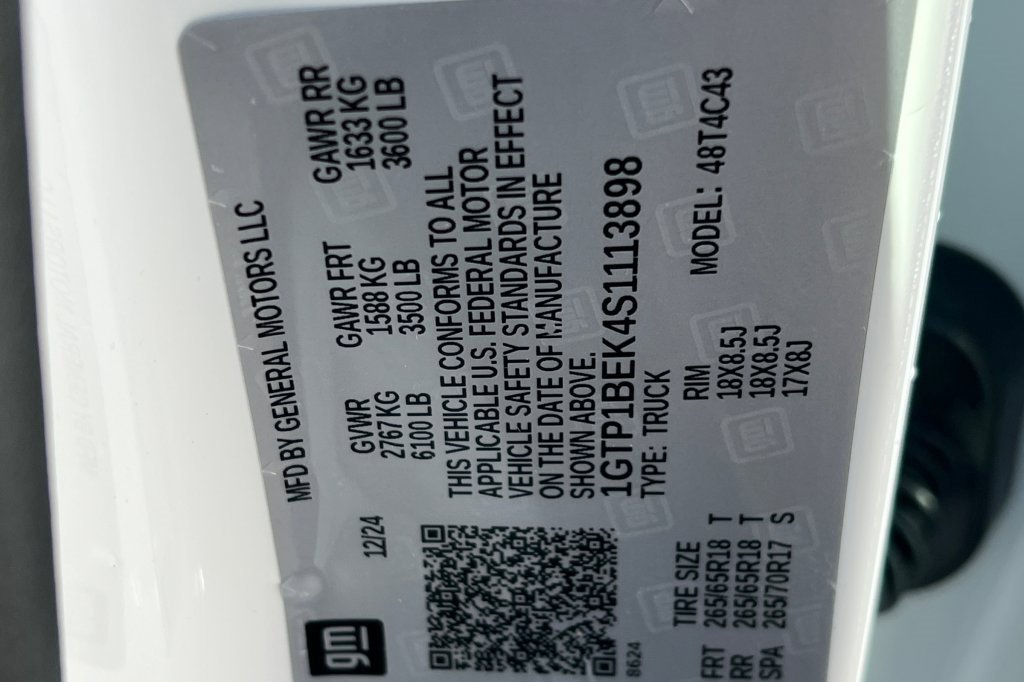 gm
MFD BY GENERAL MOTORS LLC
12/24
GVWR GAWR FRT GAWR RR
2767 KG 1588 KG 1633 KG
6100 LB 3500 LB 3600 LB
THIS VEHICLE CONFORMS TO ALL
APPLICABLE U.S. FEDERAL MOTOR
VEHICLE SAFETY STANDARDS IN EFFECT
ON THE DATE OF MANUFACTURE
SHOWN ABOVE.
1GTP1BEK4S1113898
8624
TYPE: TRUCK MODEL: 48T4C43
TIRE SIZE RIM
FRT 265/65R18 T 18X8.5J
RR 265/65R18 T 18X8.5J
SPA 265/70R17 S 17X8J